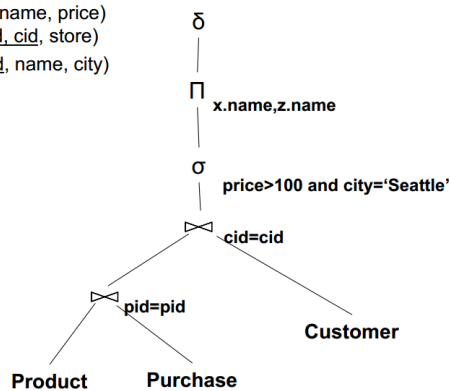 name, price)
, cid, store)
, name, city)
δ
Π x.name,z.name
σ
price>100 and city=‘Seattle’
⋈ cid=cid
⋈ pid=pid
Customer
Product Purchase